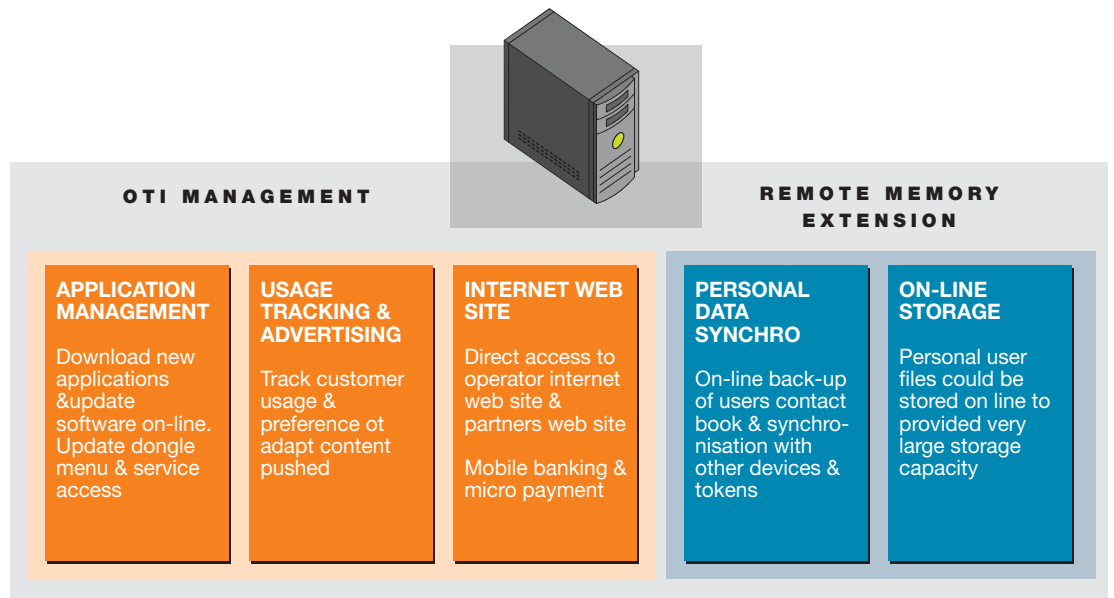 OTI MANAGEMENT
REMOTE MEMORY
EXTENSION
APPLICATION
MANAGEMENT
Download new
applications
&update
software on-line.
Update dongle
menu & service
access
USAGE
TRACKING &
ADVERTISING
Track customer
usage &
preference ot
adapt content
pushed
INTERNET WEB
SITE
Direct access to
operator internet
web site &
partners web site
Mobile banking &
micro payment
PERSONAL
DATA
SYNCHRO
On-line back-up
of users contact
book & synchro-
nisation with
other devices &
tokens
ON-LINE
STORAGE
Personal user
files could be
stored on line to
provided very
large storage
capacity